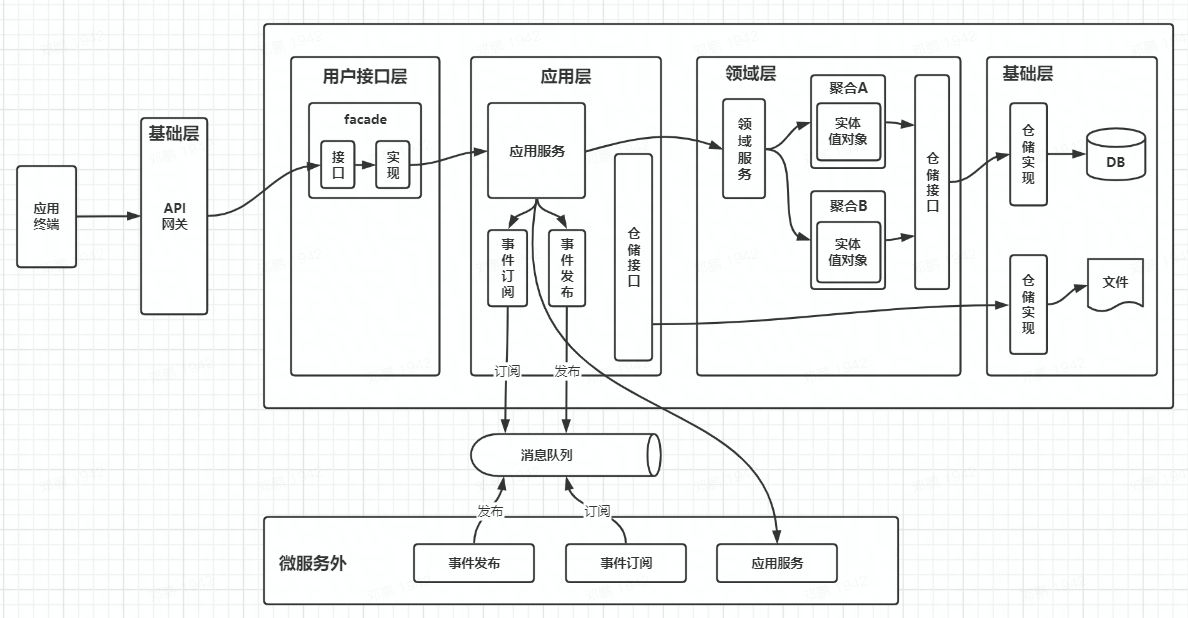 应用
终端
基础层
API
网关
用户接口层
facade
接
口
实
现
应用层
应用服务
事
件
订
阅
事
件
发
布
仓
储
接
口
订阅
发布
领域层
领
域
服
务
聚合A
实体
值对象
聚合B
实体
值对象
仓
储
接
口
基础层
仓
储
实
现
DB
仓
储
实
现
文件
消息队列
发布
订阅
微服务外
事件发布
事件订阅
应用服务